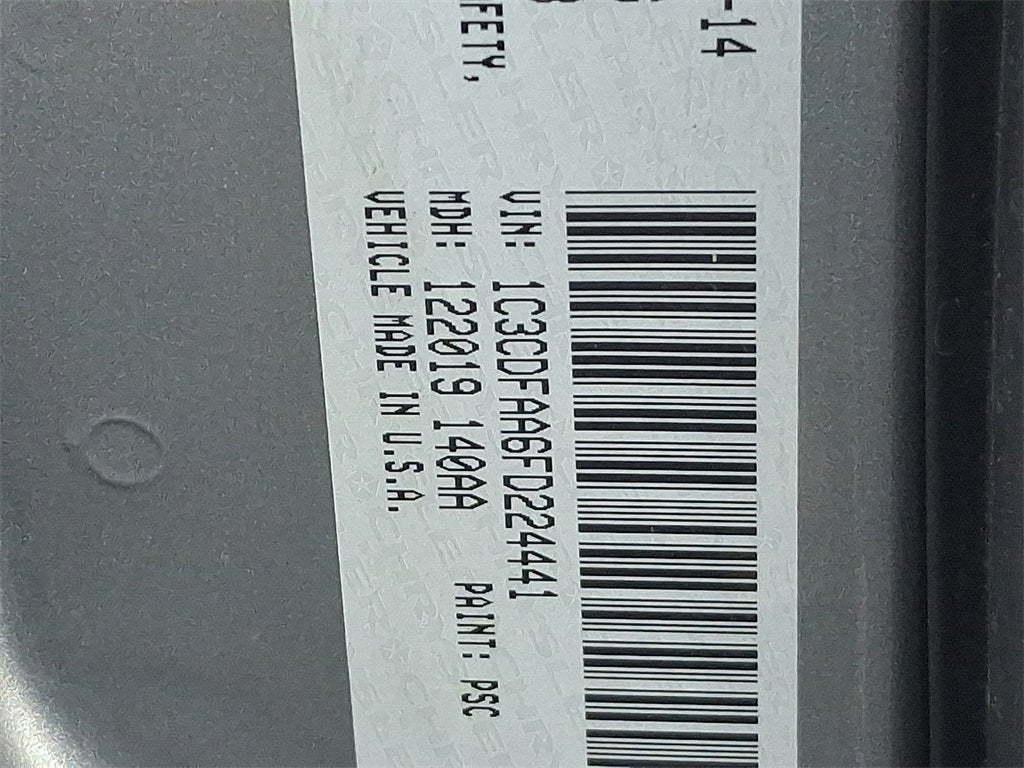 -14
FETY,
VIN: 1C3CDFAA6FD224441
MDH: 122019 140AA PAINT: PSC
VEHICLE MADE IN U.S.A.